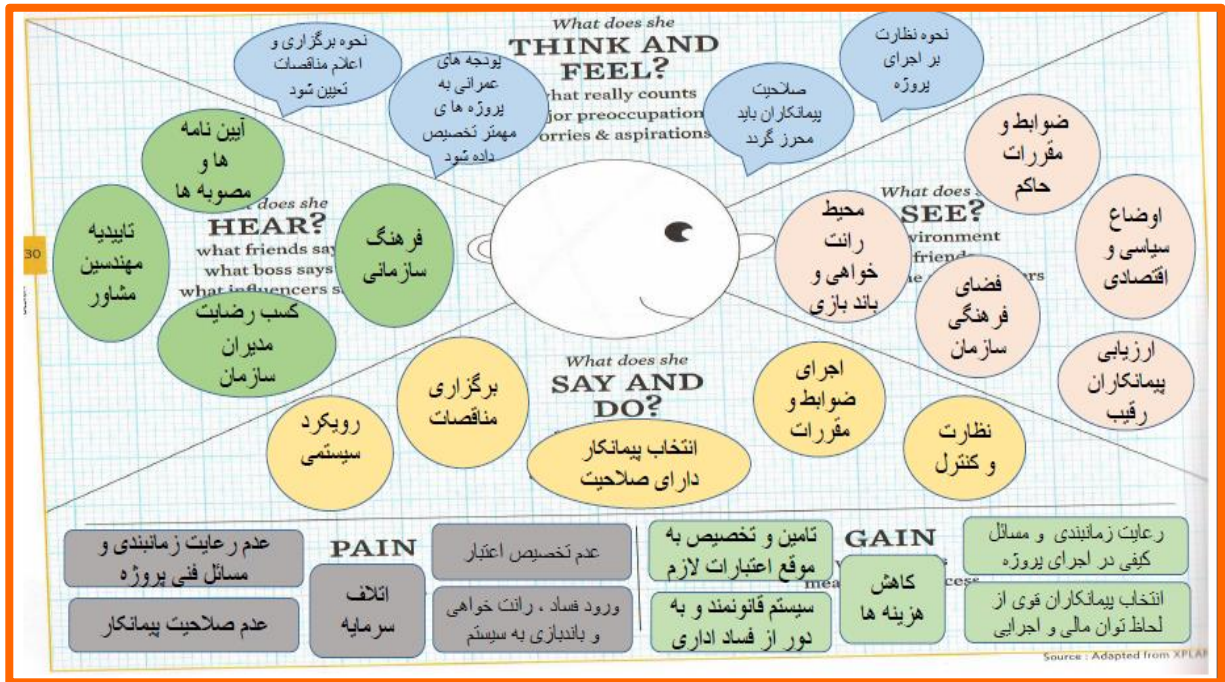 What does she
THINK AND
FEEL?
what really counts
major preoccupation
worries & aspirations
نحوه برگزاری و
اعلام مناقصات
تعیین شود
بودجه های
عمرانی به
پروژه ها ی
مهمتر تخصیص
داده شود
صلاحیت
پیمانکاران باید
محرز گردد
نحوه نظارت
بر اجرای
پروژه
does she
HEAR?
what friends say
what boss says
what influencers s
آیین نامه
ها و
مصوبه ها
تاییدیه
مهندسین
مشاور
فرهنگ
سازمانی
کسب رضایت
مدیران
سازمان
30
What does s
SEE?
vironment
friends
ers
ضوابط و
مقررات
حاکم
محیط
رانت
خواهی و
باند بازی
اوضاع
سیاسی و
اقتصادی
فضای
فرهنگی
سازمان
ارزیابی
پیمانکاران
رقیب
What does she
SAY AND
DO?
رویکرد
سیستمی
برگزاری
مناقصات
انتخاب پیمانکار
دارای صلاحیت
اجرای
ضوابط و
مقررات
نظارت
و کنترل
PAIN
عدم رعایت زمانبندی و
مسائل فنی پروژه
عدم صلاحیت پیمانکار
اتلاف
سرمایه
عدم تخصیص اعتبار
ورود فساد ، رانت خواهی
و باندبازی به سیستم
GAIN
تامین و تخصیص به
موقع اعتبارات لازم
سیستم قانونمند و به
دور از فساد اداری
کاهش
هزینه ها
رعایت زمانبندی و مسائل
کیفی در اجرای پروژه
انتخاب پیمانکاران قوی از
لحاظ توان مالی و اجرایی
Source : Adapted from XPLAN